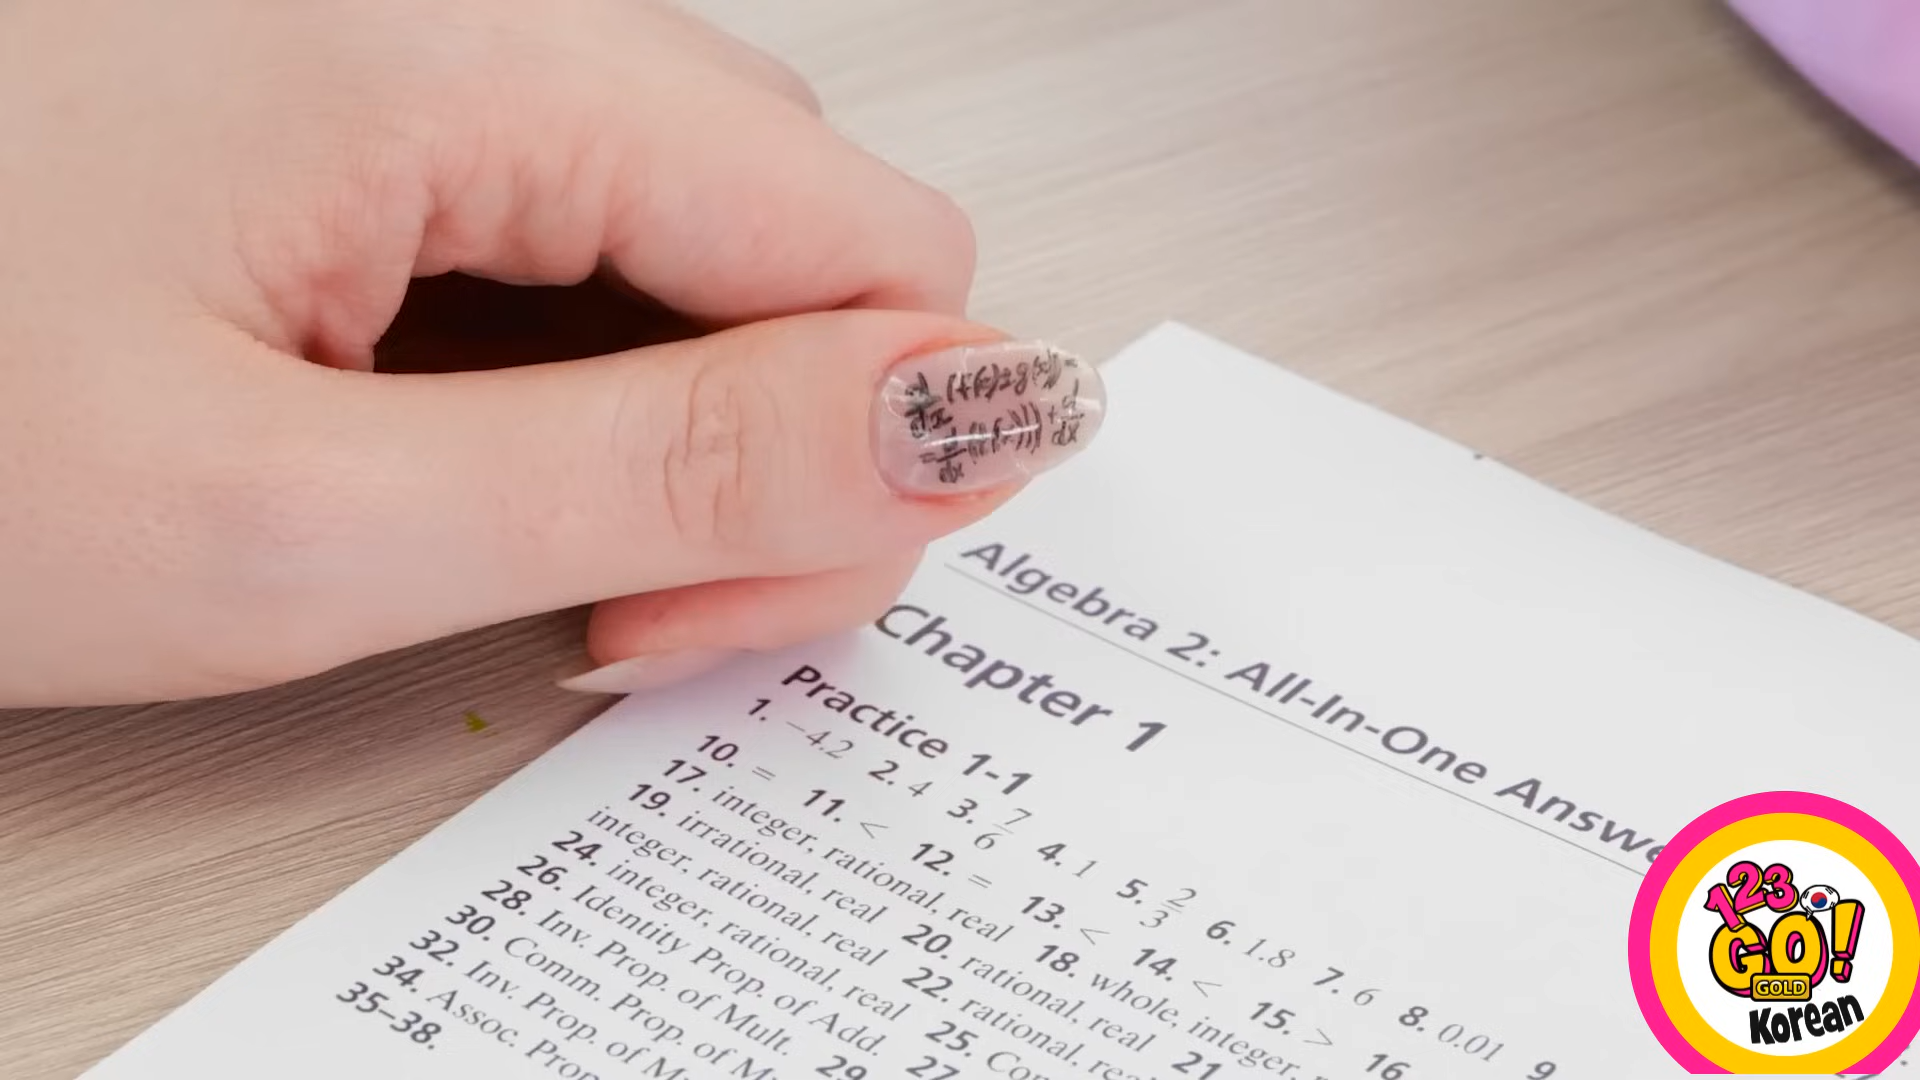 (f(x)±g(x))=
Algebra 2: All-In-One
Chapter 1
Practice 1-1
1. −4.2 2. 4 3. 7/6 4. 1 5. 2/3 6. 1.8 7. 6 8. 0.01 9
10. = 11. < 12. = 13. < 14. < 15. > 16
17. integer, rational, real 18. whole, integer,
19. irrational, real 20. rational, real 21
integer, rational, real 22. rational,
24. integer, rational, real 25.
26. Identity Prop. of Add. 27
28. Inv. Prop. of Mult. 29
30. Comm. Prop. of
32. Inv. Prop. of
34. Assoc.
35–38.
123
GO!
GOLD
Korean